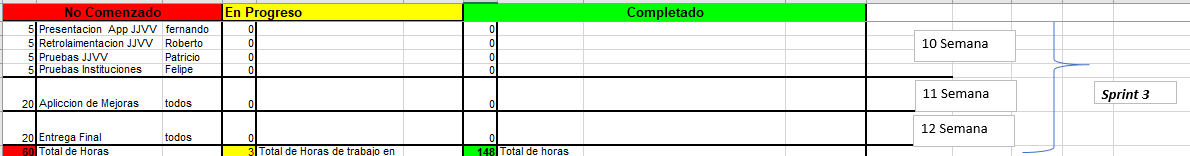 No Comenzado En Progreso Completado
5 Presentacion App JJVV fernando 0 0
5 Retrolaimentacion JJVV Roberto 0 0
5 Pruebas JJVV Patricio 0 0
5 Pruebas Instituciones Felipe 0 0
10 Semana
20 Apliccion de Mejoras todos 0 0
11 Semana
Sprint 3
20 Entrega Final todos 0 0
12 Semana
60 Total de Horas 3 Total de Horas de trabajo en 148 Total de horas